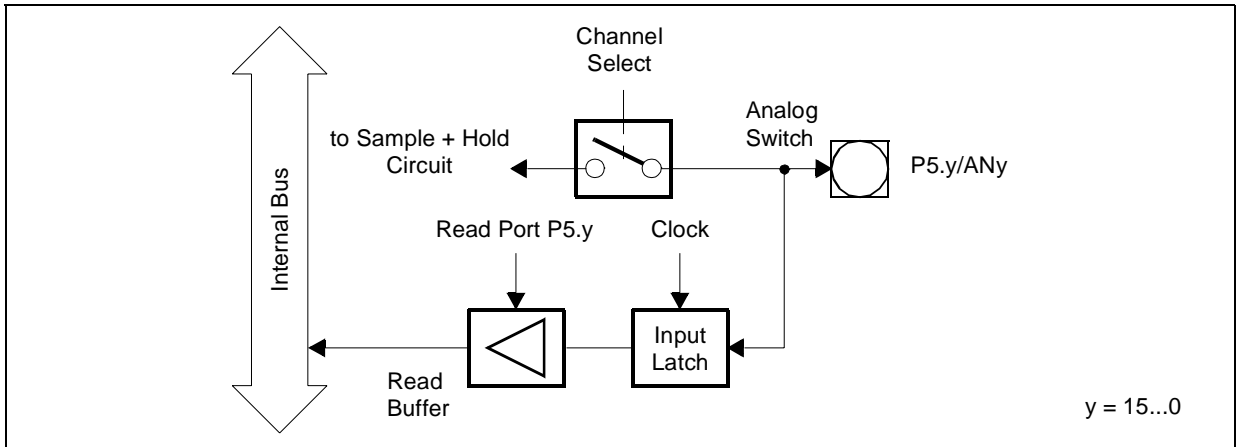 Channel
Select
Analog
Switch
to Sample + Hold
Circuit
P5.y/ANy
Internal Bus
Read Port P5.y
Clock
Input
Latch
Read
Buffer
y = 15...0